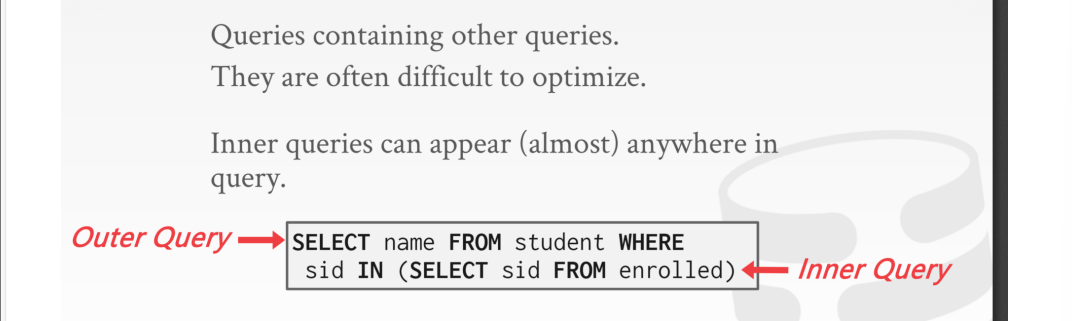 Queries containing other queries.
They are often difficult to optimize.
Inner queries can appear (almost) anywhere in
query.
Outer Query
SELECT name FROM student WHERE
sid IN (SELECT sid FROM enrolled)
Inner Query